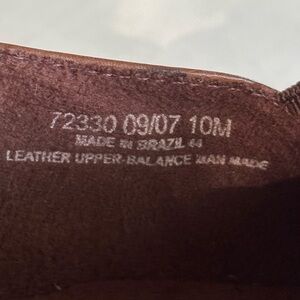 72330 09/07 10M
MADE IN BRAZIL 44
LEATHER UPPER-BALANCE MAN MADE